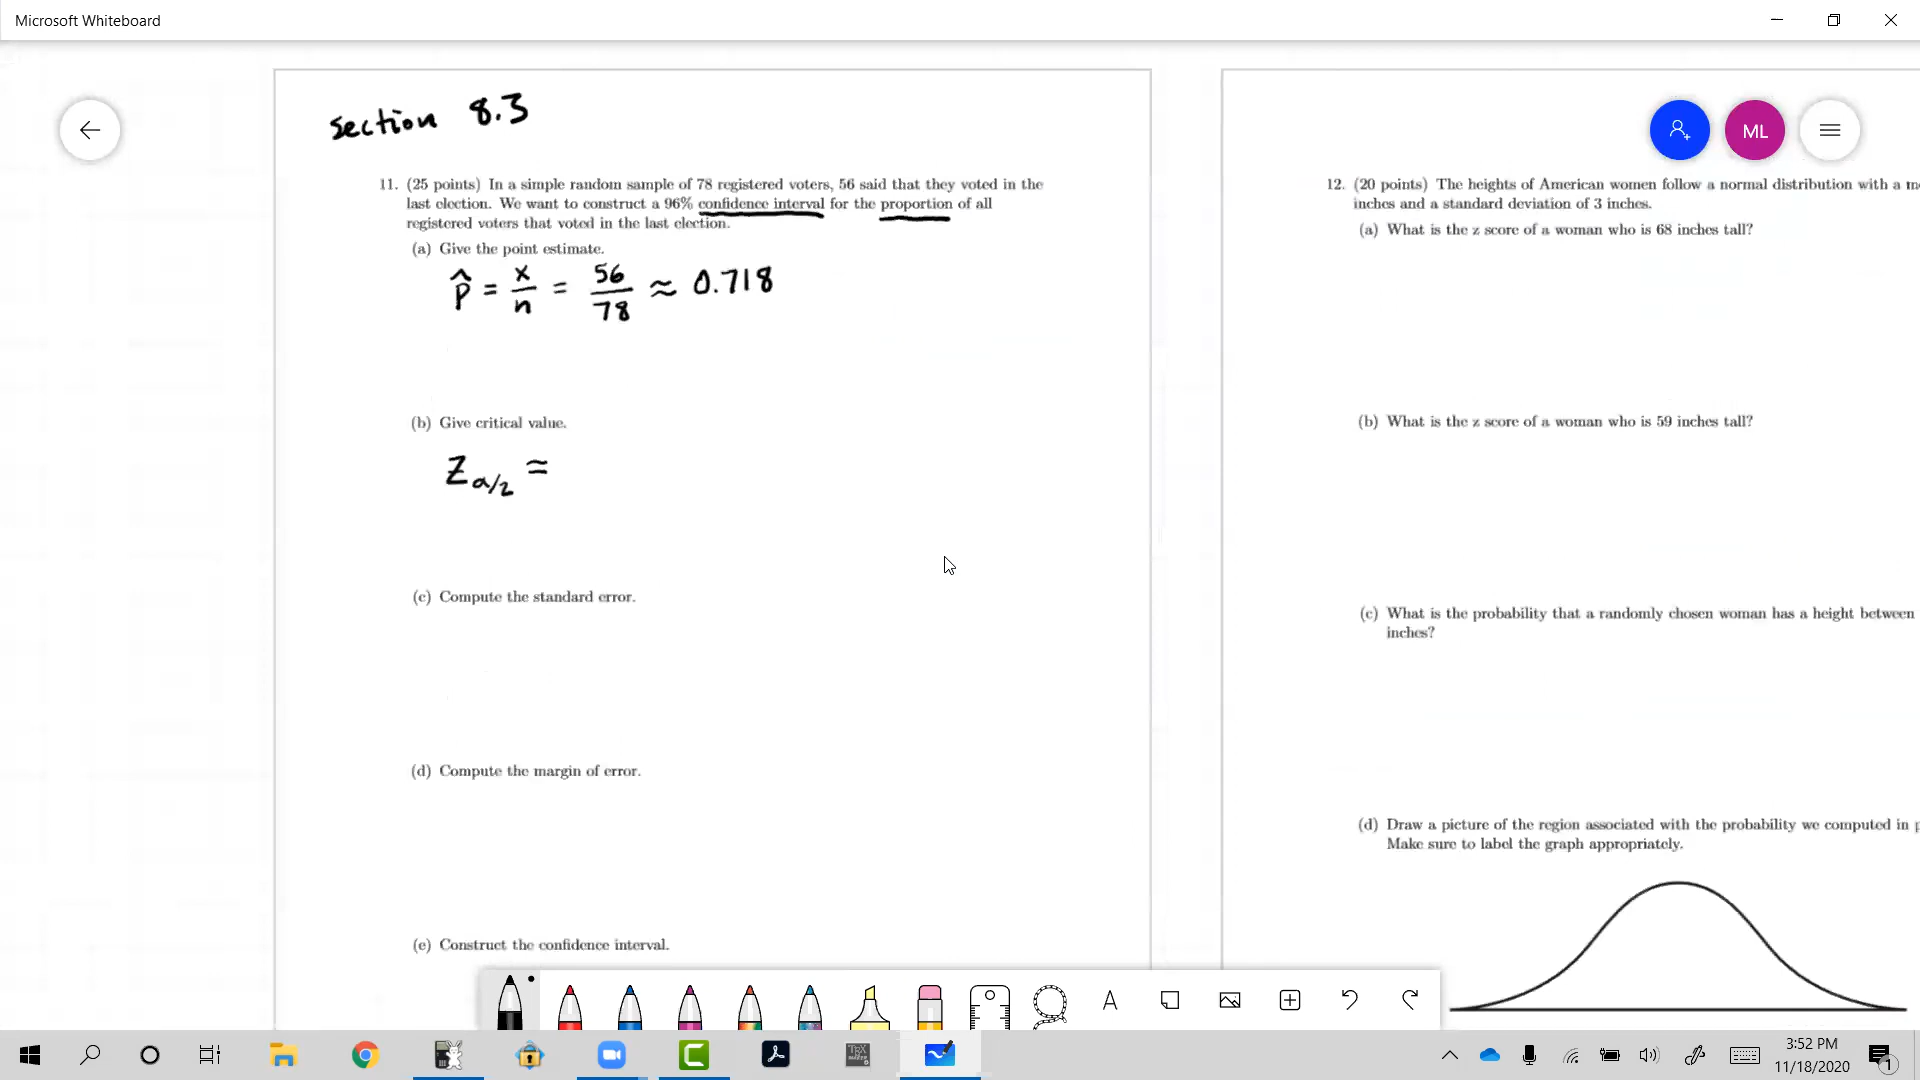 Microsoft Whiteboard
section 8.3
11. (25 points) In a simple random sample of 78 registered voters, 56 said that they voted in the
last election. We want to construct a 96% confidence interval for the proportion of all
registered voters that voted in the last election.
(a) Give the point estimate.
p̂ = x/n = 56/78 ≈ 0.718
(b) Give critical value.
Z α/2 =
(c) Compute the standard error.
(d) Compute the margin of error.
(e) Construct the confidence interval.
ML
12. (20 points) The heights of American women follow a normal distribution with a
inches and a standard deviation of 3 inches.
(a) What is the z score of a woman who is 68 inches tall?
(b) What is the z score of a woman who is 59 inches tall?
(c) What is the probability that a randomly chosen woman has a height between
inches?
(d) Draw a picture of the region associated with the probability we computed in
Make sure to label the graph appropriately.
A
3:52 PM
11/18/2020
1